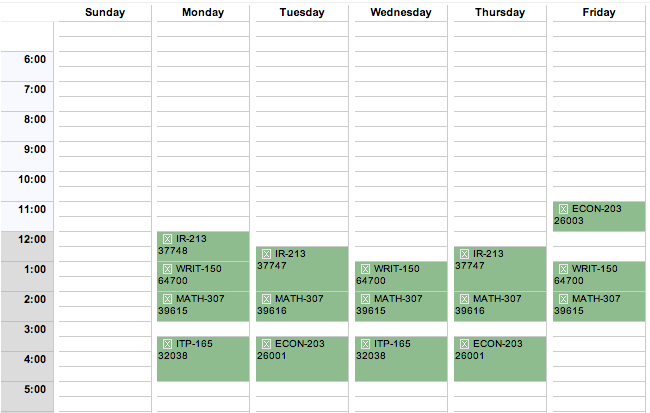 Sunday Monday Tuesday Wednesday Thursday Friday
6:00
7:00
8:00
9:00
10:00
11:00
ECON-203
26003
12:00
IR-213
37748
IR-213
37747
IR-213
37747
1:00
WRIT-150
64700
WRIT-150
64700
WRIT-150
64700
2:00
MATH-307
39615
MATH-307
39616
MATH-307
39615
MATH-307
39616
MATH-307
39615
3:00
ITP-165
32038
ECON-203
26001
ITP-165
32038
ECON-203
26001
4:00
5:00